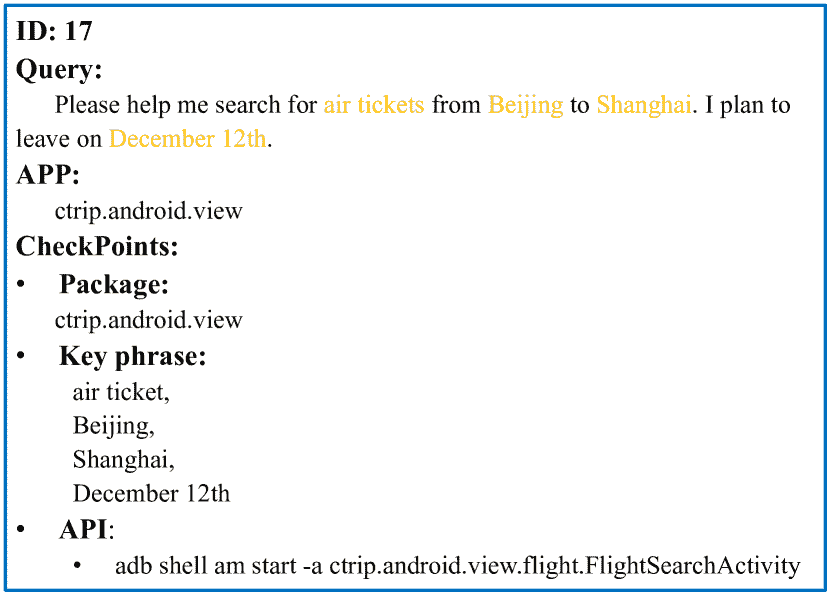 ID: 17
Query:
Please help me search for air tickets from Beijing to Shanghai. I plan to
leave on December 12th.
APP:
ctrip.android.view
CheckPoints:
• Package:
ctrip.android.view
• Key phrase:
air ticket,
Beijing,
Shanghai,
December 12th
• API:
• adb shell am start -a ctrip.android.view.flight.FlightSearchActivity